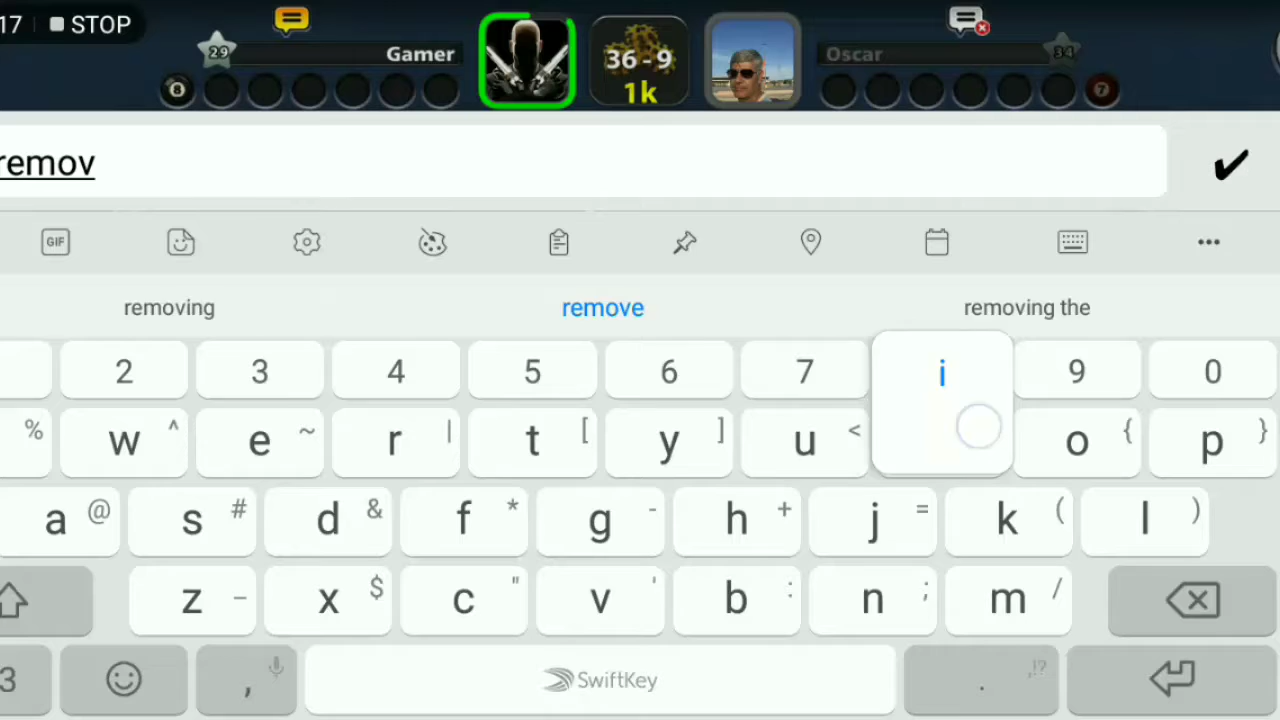 17 STOP
29 Gamer 36 - 9 1k Oscar 34
8 7
remov
GIF
removing remove removing the
2 3 4 5 6 7 i 9 0
% w ^ e ~ r | t [ y ] u < o { p }
a @ s # d & f * g - h + j = k ( l )
z _ x $ c " v ' b : n ; m /
3 , SwiftKey . ,!?